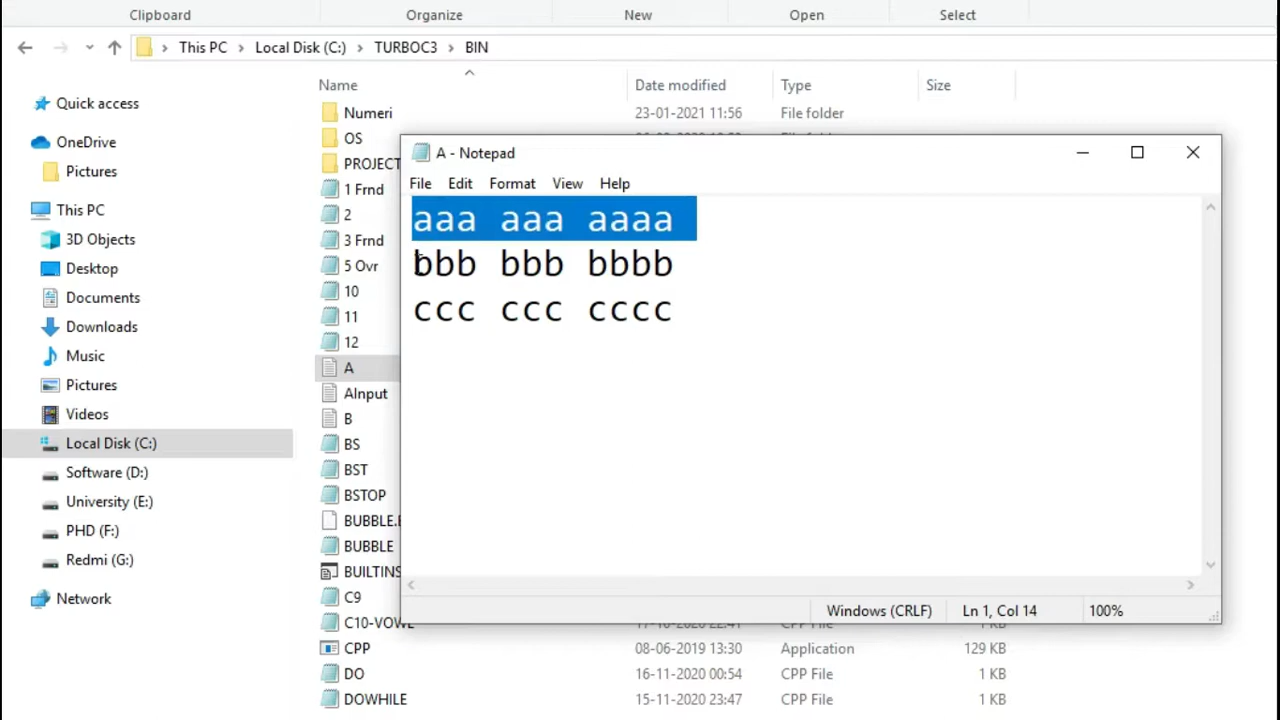 Clipboard
Organize
New
Open
Select
This PC
Local Disk (C:)
TURBOC3
BIN
Name
Date modified
Type
Size
Quick access
OneDrive
Pictures
This PC
3D Objects
Desktop
Documents
Downloads
Music
Pictures
Videos
Local Disk (C:)
Software (D:)
University (E:)
PHD (F:)
Redmi (G:)
Network
Numeri 23-01-2021 11:56 File folder
OS
PROJECT
1 Frnd
2
3 Frnd
5 Ovr
10
11
12
A
AInput
B
BS
BST
BSTOP
BUBBLE
BUILTINS
C9
C10-VOWE
CPP 08-06-2019 13:30 Application 129 KB
DO 16-11-2020 00:54 CPP File 1 KB
DOWHILE 15-11-2020 23:47 CPP File 1 KB
A - Notepad
File Edit Format View Help
aaa aaa aaaa
bbb bbb bbbb
ccc ccc cccc
Windows (CRLF) Ln 1, Col 14 100%